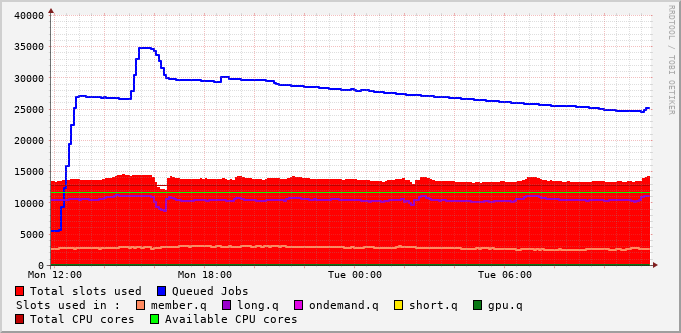 RRDTOOL / TOBI OETIKER
40000
35000
30000
25000
20000
15000
10000
5000
0
Mon 12:00 Mon 18:00 Tue 00:00 Tue 06:00
Total slots used Queued Jobs
Slots used in : member.q long.q ondemand.q short.q gpu.q
Total CPU cores Available CPU cores